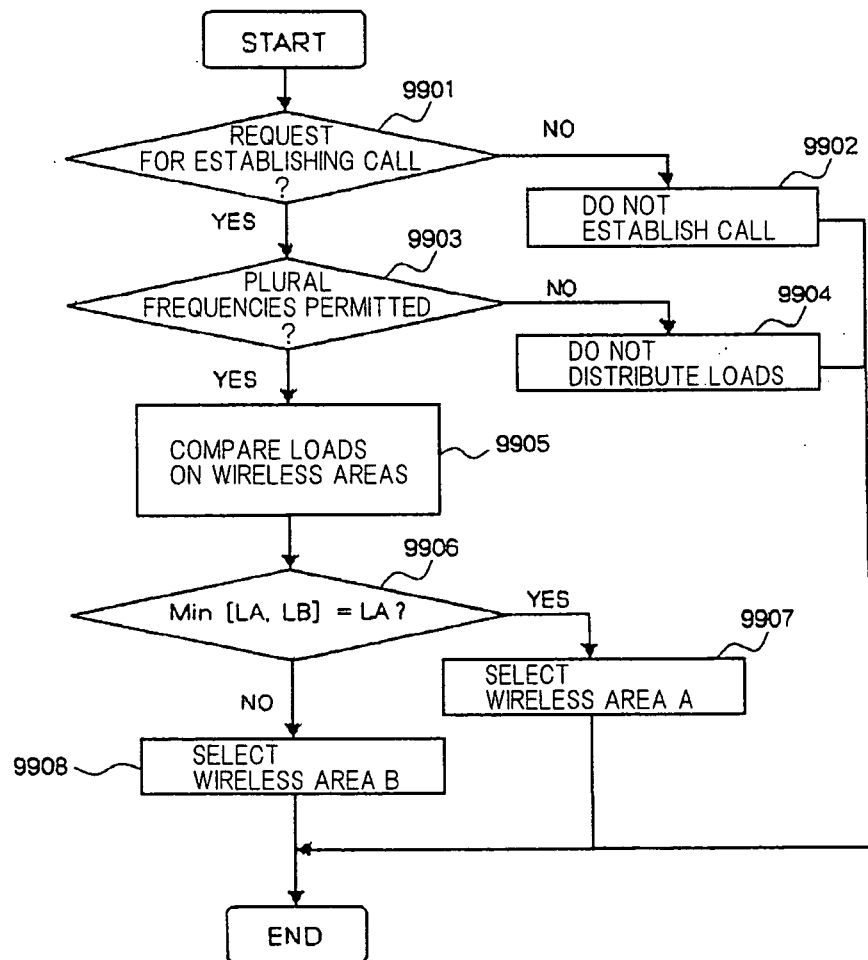 START
9901
REQUEST
FOR ESTABLISHING CALL
?
NO
9902
DO NOT
ESTABLISH CALL
YES
9903
PLURAL
FREQUENCIES PERMITTED
?
NO
9904
DO NOT
DISTRIBUTE LOADS
YES
COMPARE LOADS
ON WIRELESS AREAS
9905
9906
Min [LA, LB] = LA ?
YES
9907
SELECT
WIRELESS AREA A
NO
9908
SELECT
WIRELESS AREA B
END